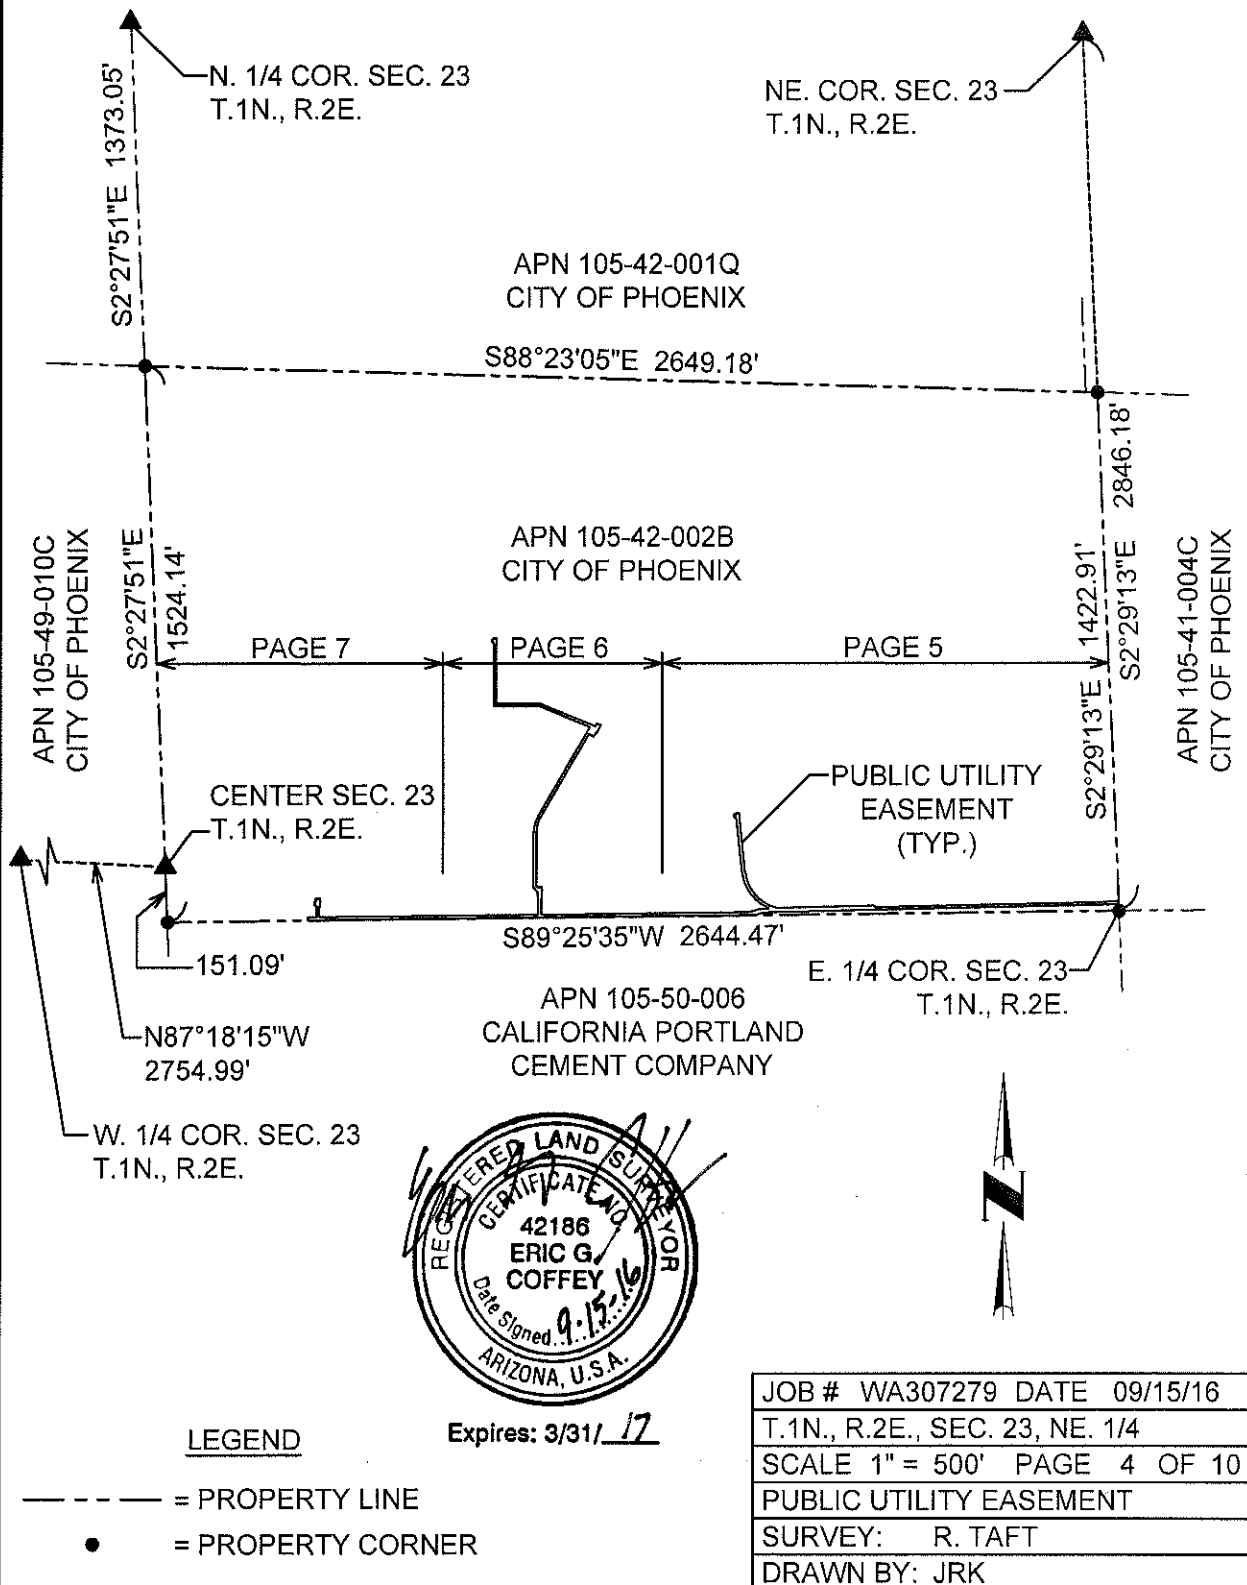 N. 1/4 COR. SEC. 23
T.1N., R.2E.
NE. COR. SEC. 23
T.1N., R.2E.
S2°27'51"E 1373.05'
APN 105-42-001Q
CITY OF PHOENIX
S88°23'05"E 2649.18'
S2°29'13"E 2846.18'
APN 105-49-010C
CITY OF PHOENIX
S2°27'51"E
1524.14'
APN 105-42-002B
CITY OF PHOENIX
S2°29'13"E 1422.91'
APN 105-41-004C
CITY OF PHOENIX
PAGE 7
PAGE 6
PAGE 5
CENTER SEC. 23
T.1N., R.2E.
PUBLIC UTILITY
EASEMENT
(TYP.)
S89°25'35"W 2644.47'
151.09'
E. 1/4 COR. SEC. 23
T.1N., R.2E.
APN 105-50-006
CALIFORNIA PORTLAND
CEMENT COMPANY
N87°18'15"W
2754.99'
W. 1/4 COR. SEC. 23
T.1N., R.2E.
REGISTERED LAND SURVEYOR
CERTIFICATE NO.
42186
ERIC G.
COFFEY
Date Signed 9-15-16
ARIZONA, U.S.A.
Expires: 3/31/ 17
N
LEGEND
= PROPERTY LINE
= PROPERTY CORNER
JOB # WA307279 DATE 09/15/16
T.1N., R.2E., SEC. 23, NE. 1/4
SCALE 1" = 500' PAGE 4 OF 10
PUBLIC UTILITY EASEMENT
SURVEY: R. TAFT
DRAWN BY: JRK